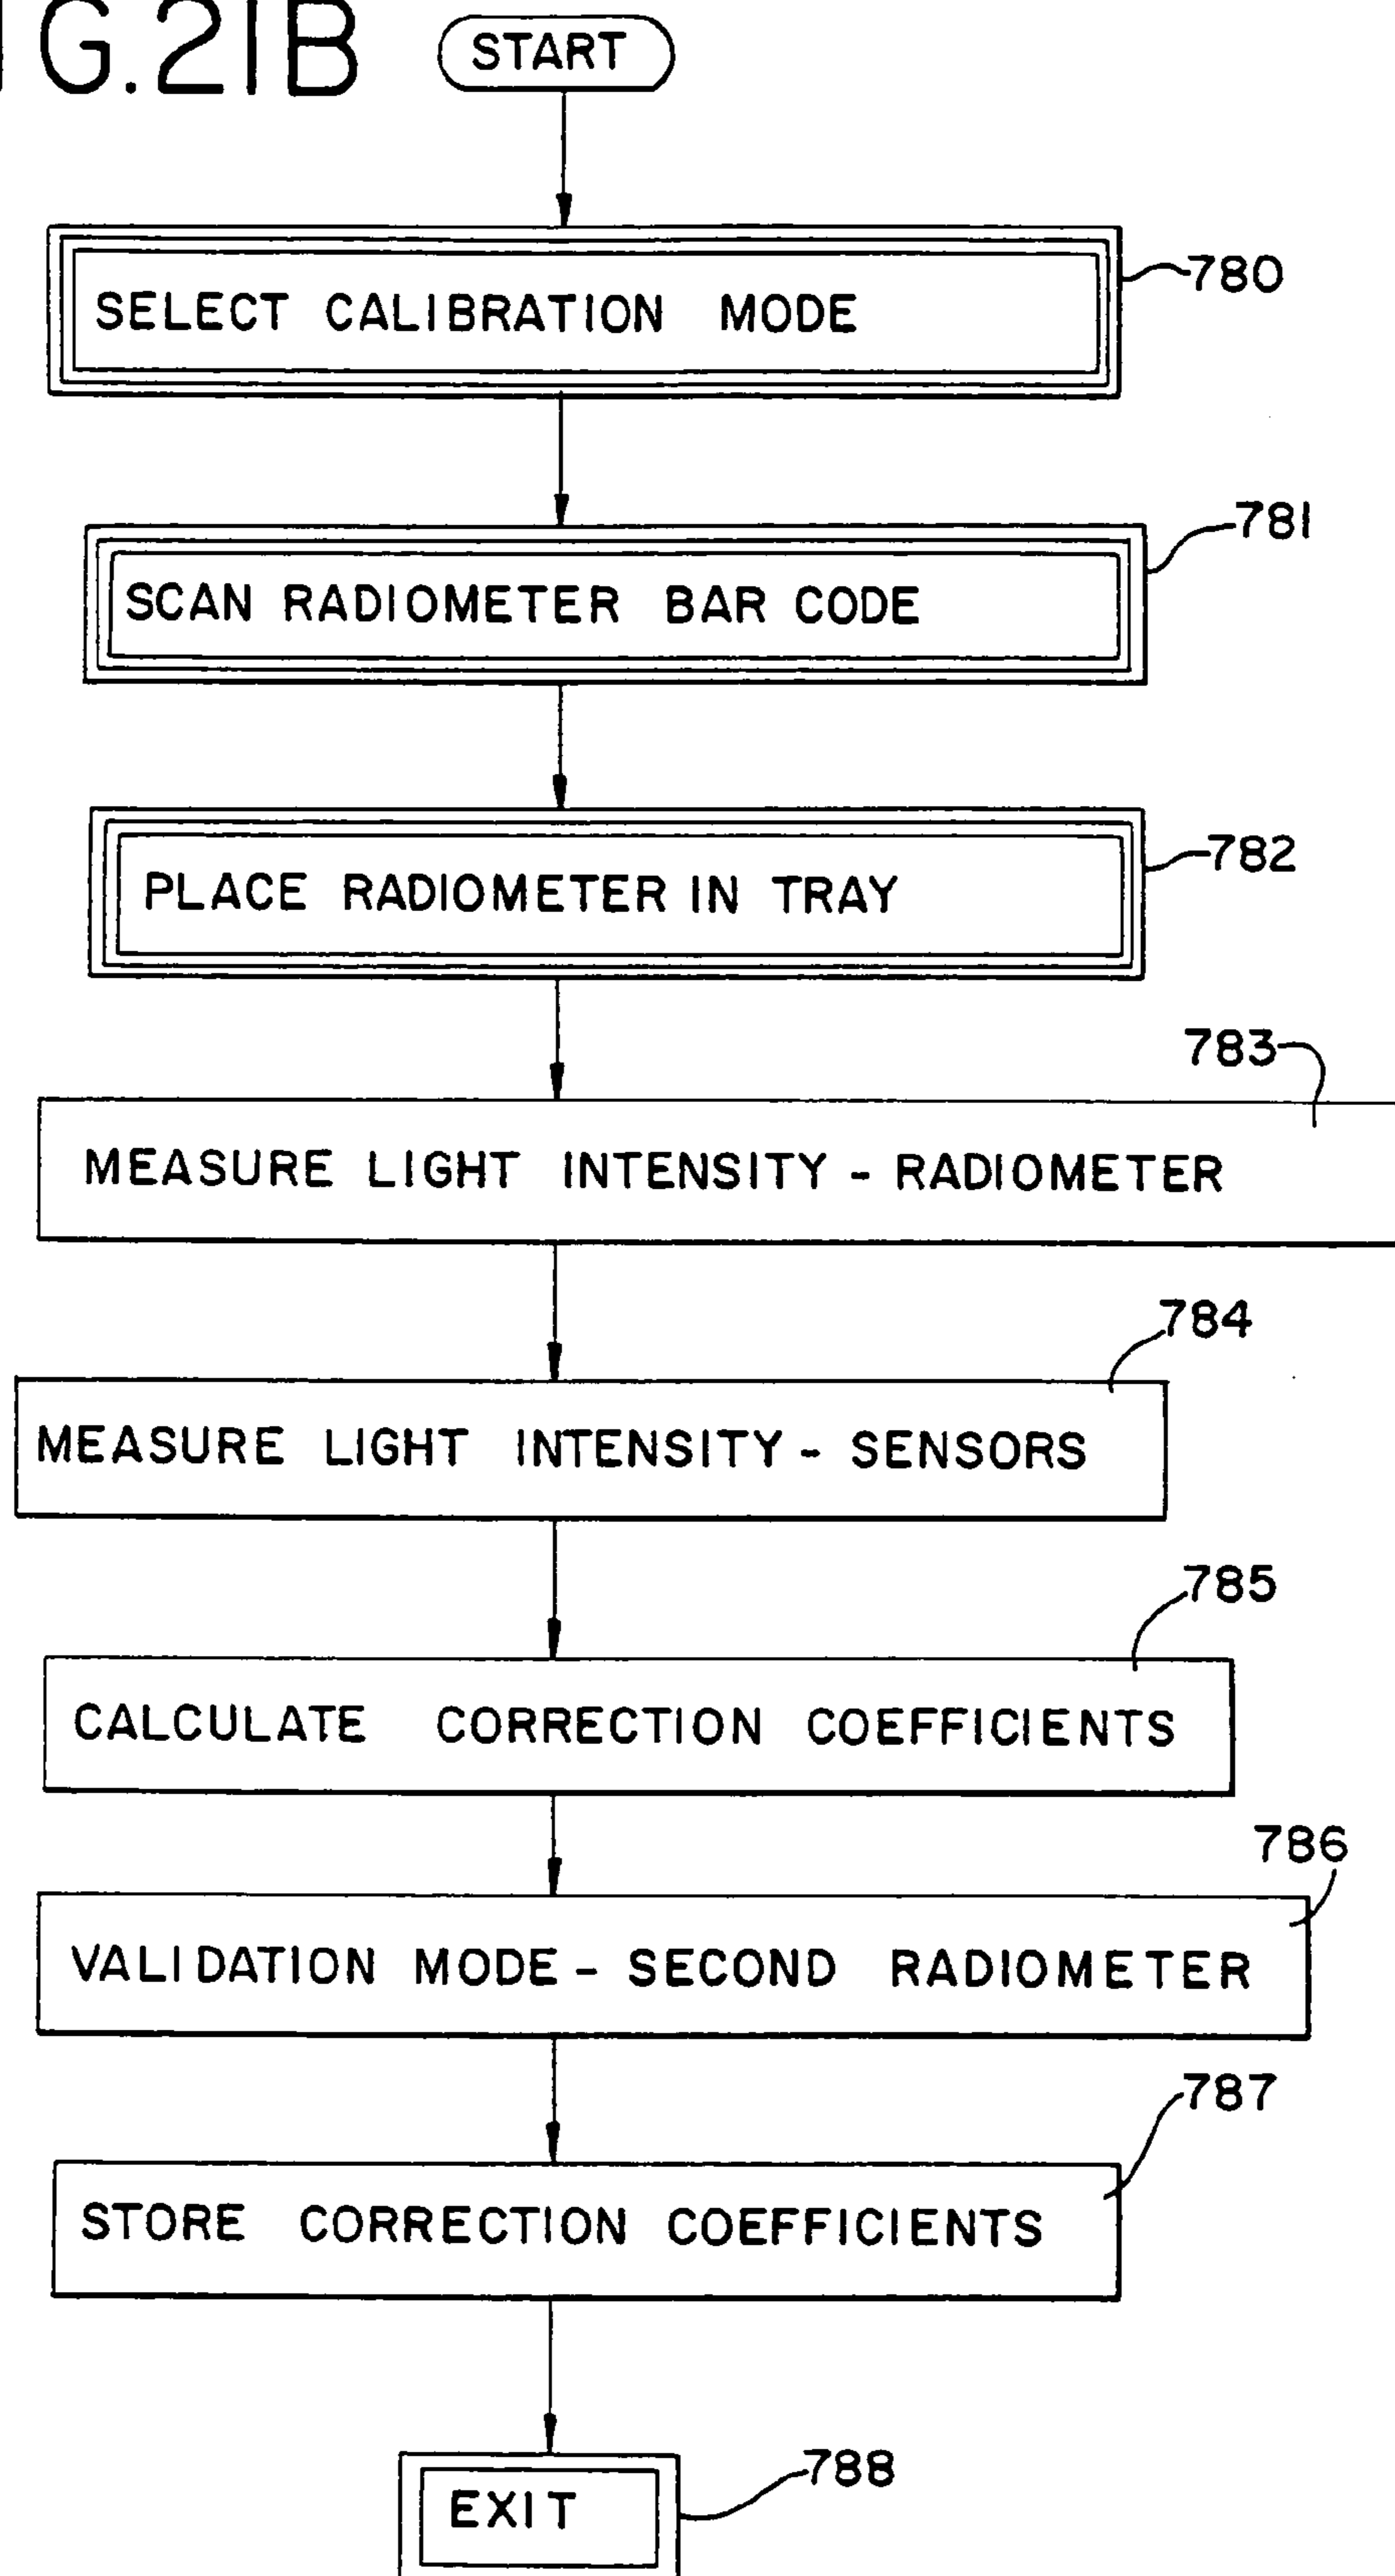 IG.21B
START
SELECT CALIBRATION MODE
780
SCAN RADIOMETER BAR CODE
781
PLACE RADIOMETER IN TRAY
782
783
MEASURE LIGHT INTENSITY - RADIOMETER
784
MEASURE LIGHT INTENSITY - SENSORS
785
CALCULATE CORRECTION COEFFICIENTS
786
VALIDATION MODE - SECOND RADIOMETER
787
STORE CORRECTION COEFFICIENTS
788
EXIT